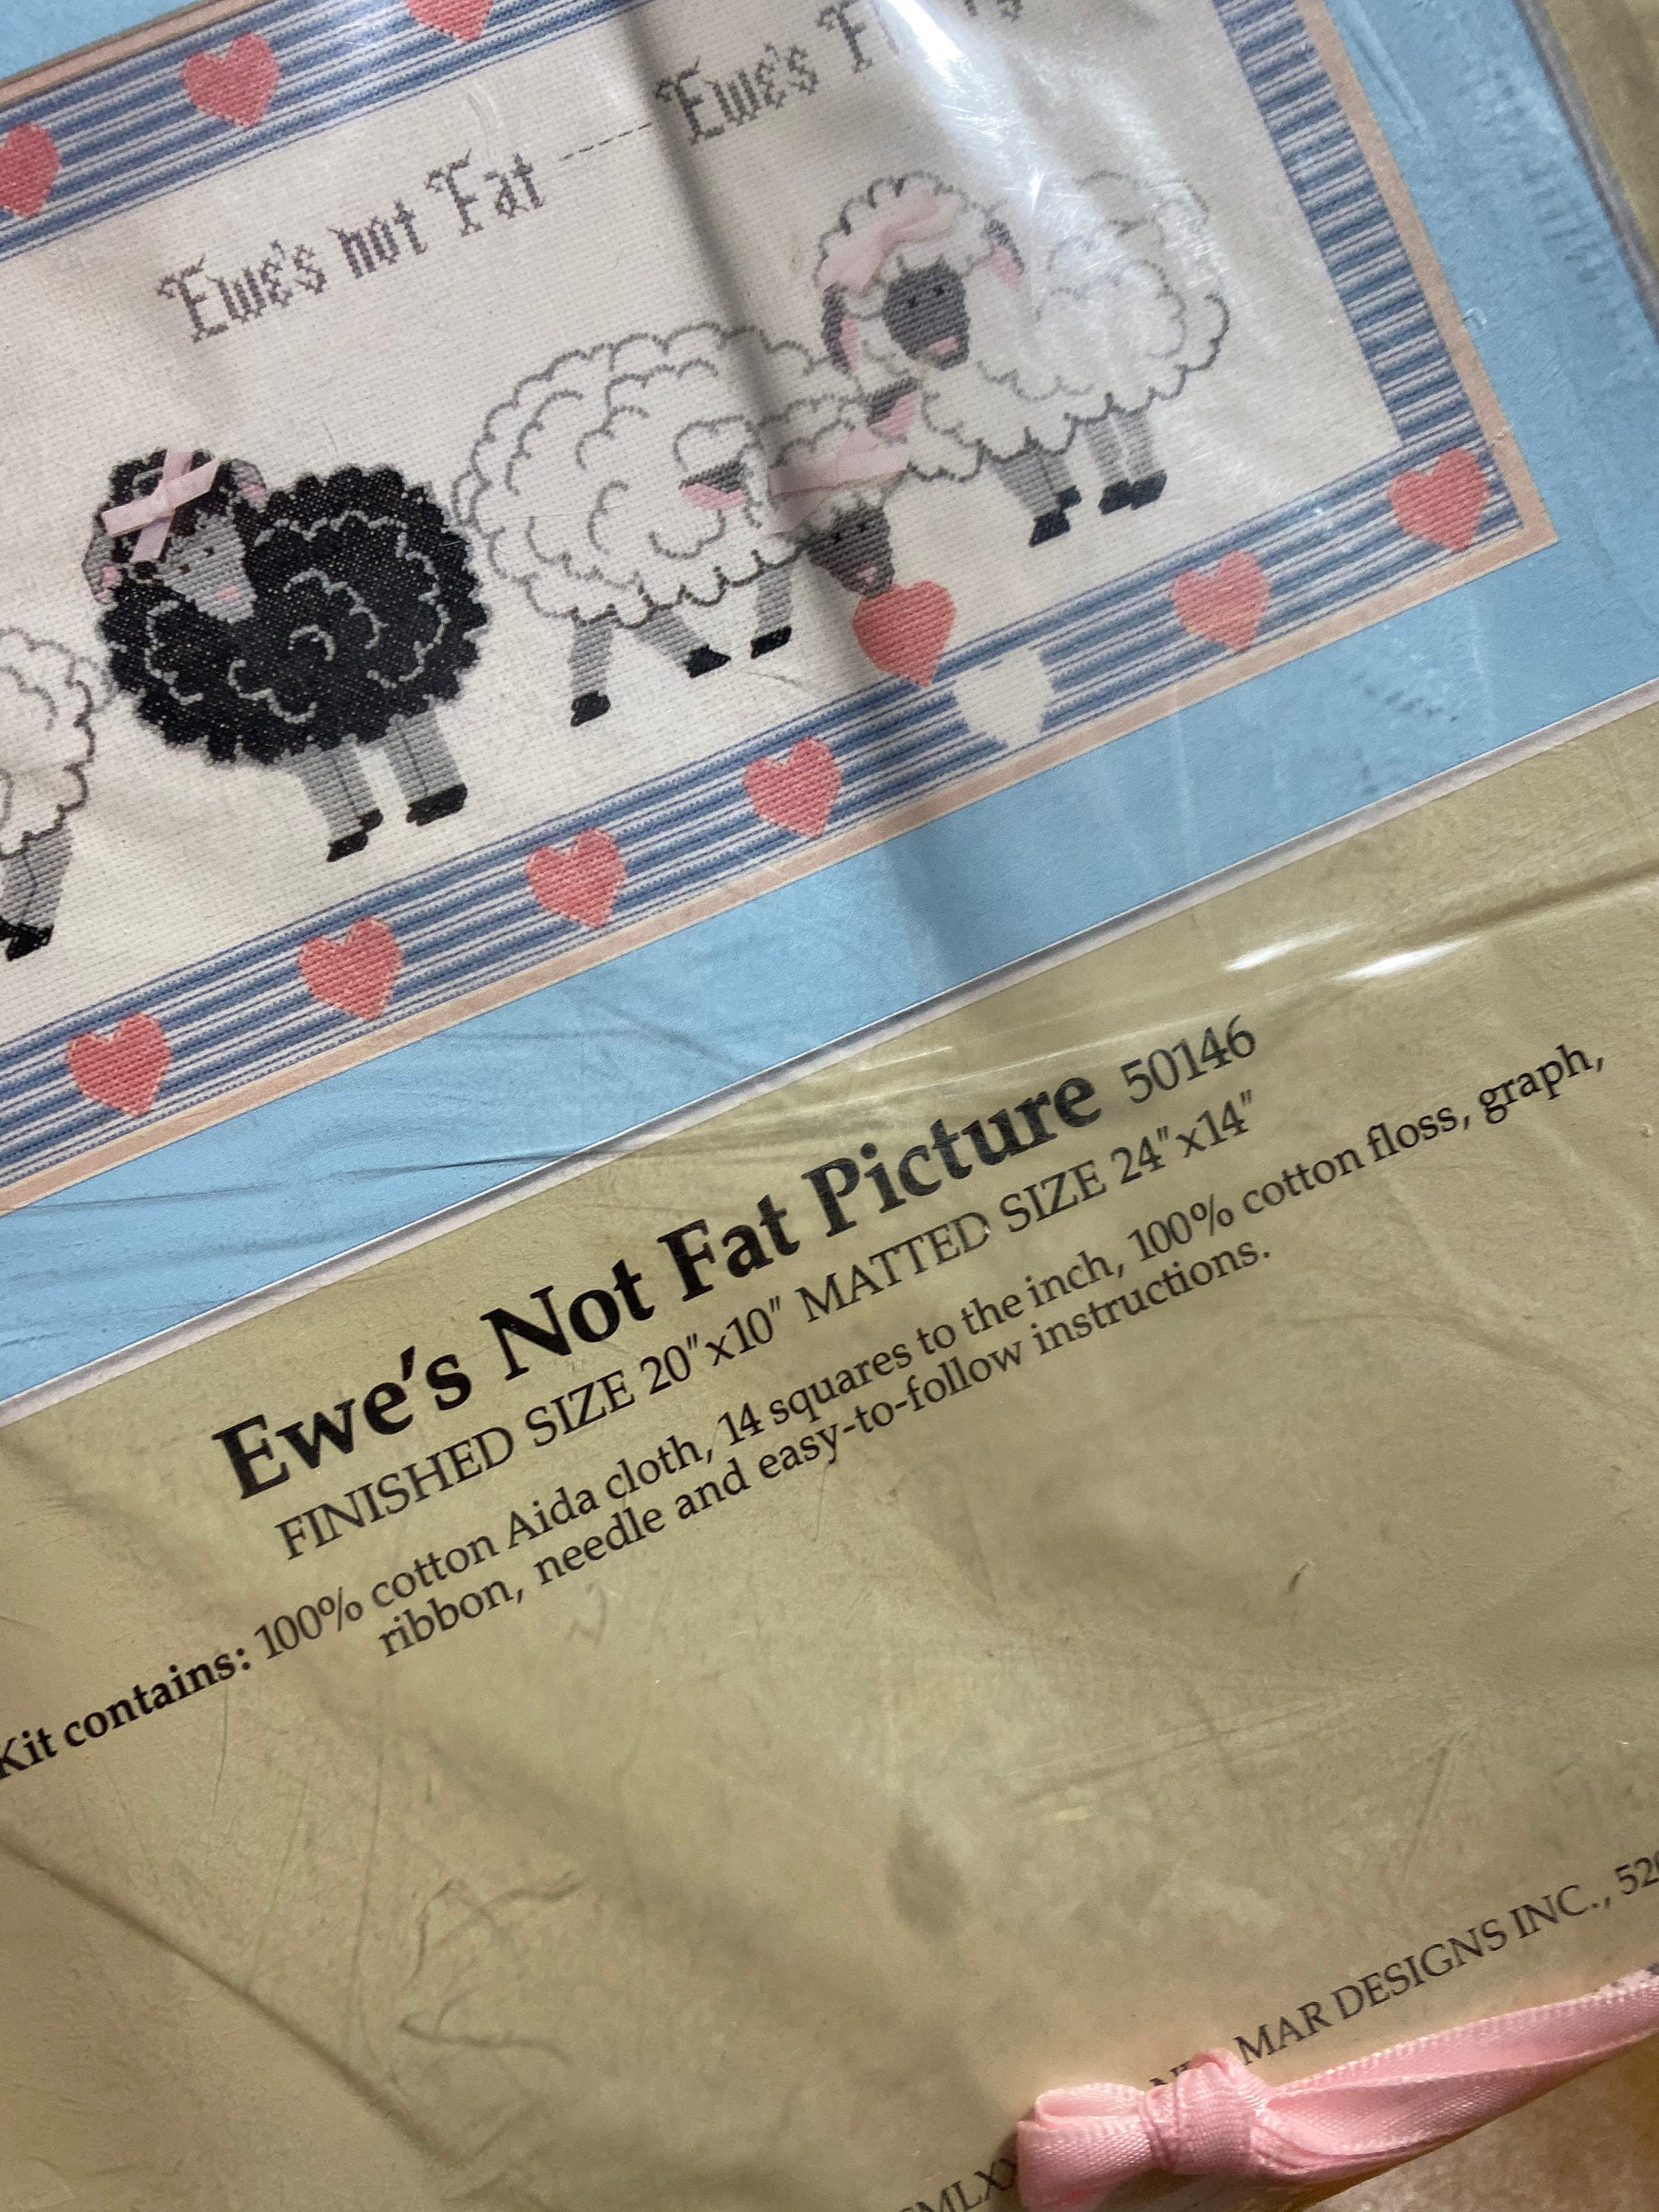 Ewe's not Fat ------ Ewe's
Ewe's Not Fat Picture 50146
FINISHED SIZE 20"x10" MATTED SIZE 24"x14"
Kit contains: 100% cotton Aida cloth, 14 squares to the inch, 100% cotton floss, graph,
ribbon, needle and easy-to-follow instructions.
MAR DESIGNS INC., 520